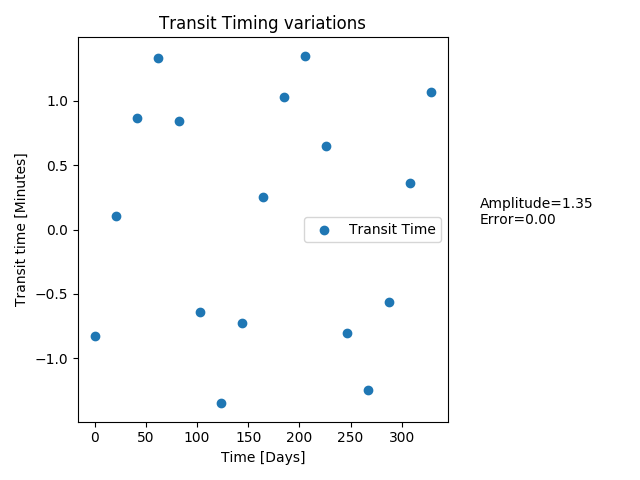 Transit Timing variations
Transit time [Minutes]
1.0
0.5
0.0
−0.5
−1.0
Transit Time
Amplitude=1.35
Error=0.00
0 50 100 150 200 250 300
Time [Days]